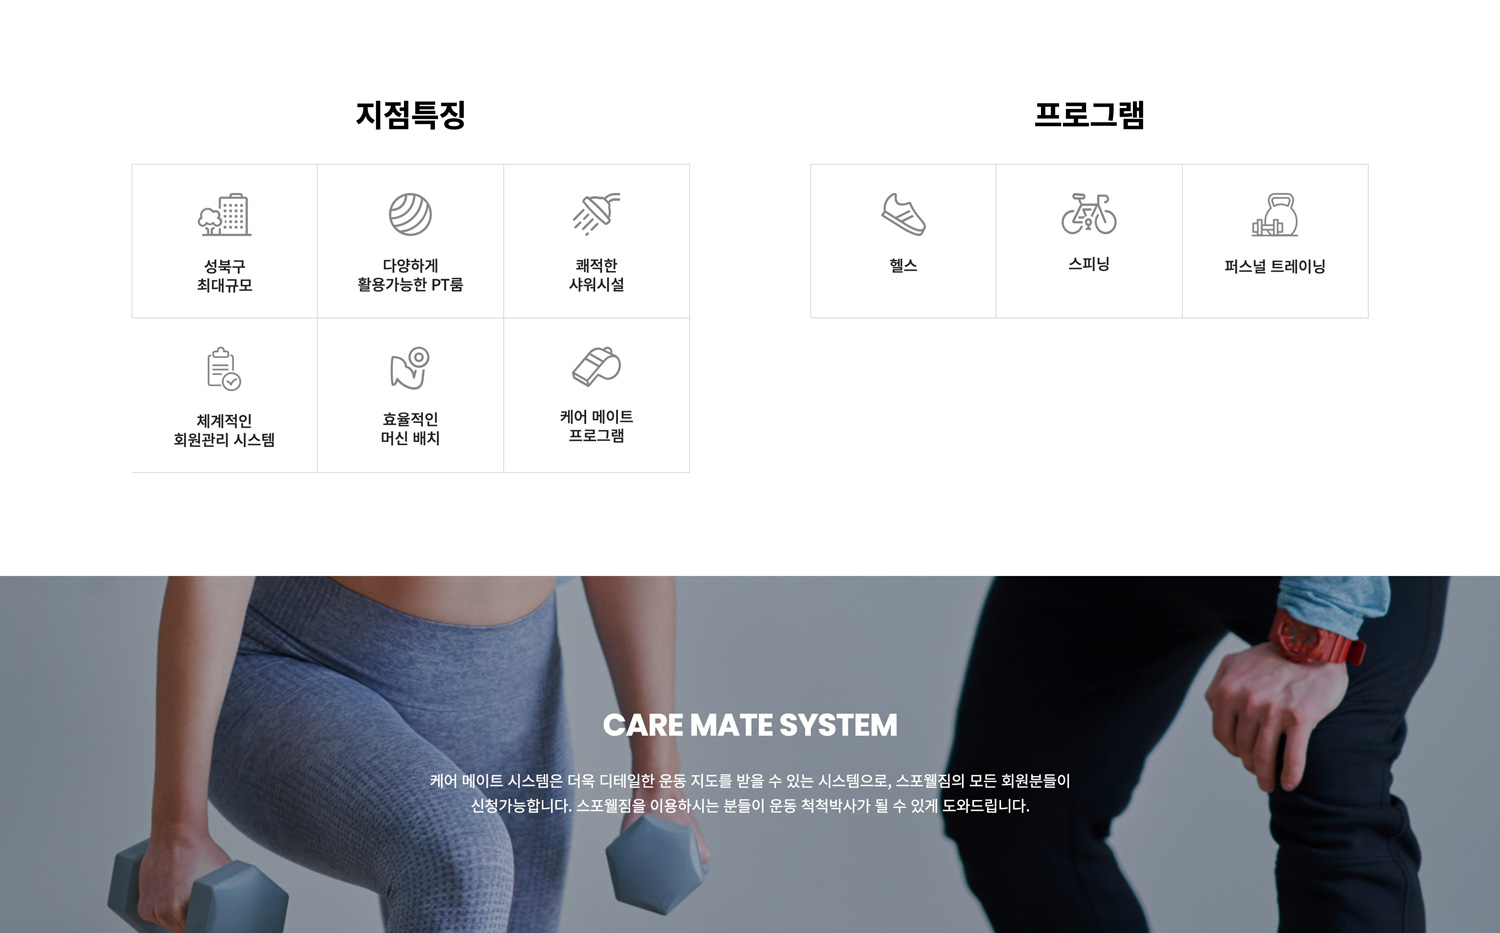 지점특징
성북구
최대규모
다양하게
활용가능한 PT룸
쾌적한
샤워시설
체계적인
회원관리 시스템
효율적인
머신 배치
케어 메이트
프로그램
프로그램
헬스
스피닝
퍼스널 트레이닝
CARE MATE SYSTEM
케어 메이트 시스템은 더욱 디테일한 운동 지도를 받을 수 있는 시스템으로, 스포웰짐의 모든 회원분들이
신청가능합니다. 스포웰짐을 이용하시는 분들이 운동 척척박사가 될 수 있게 도와드립니다.